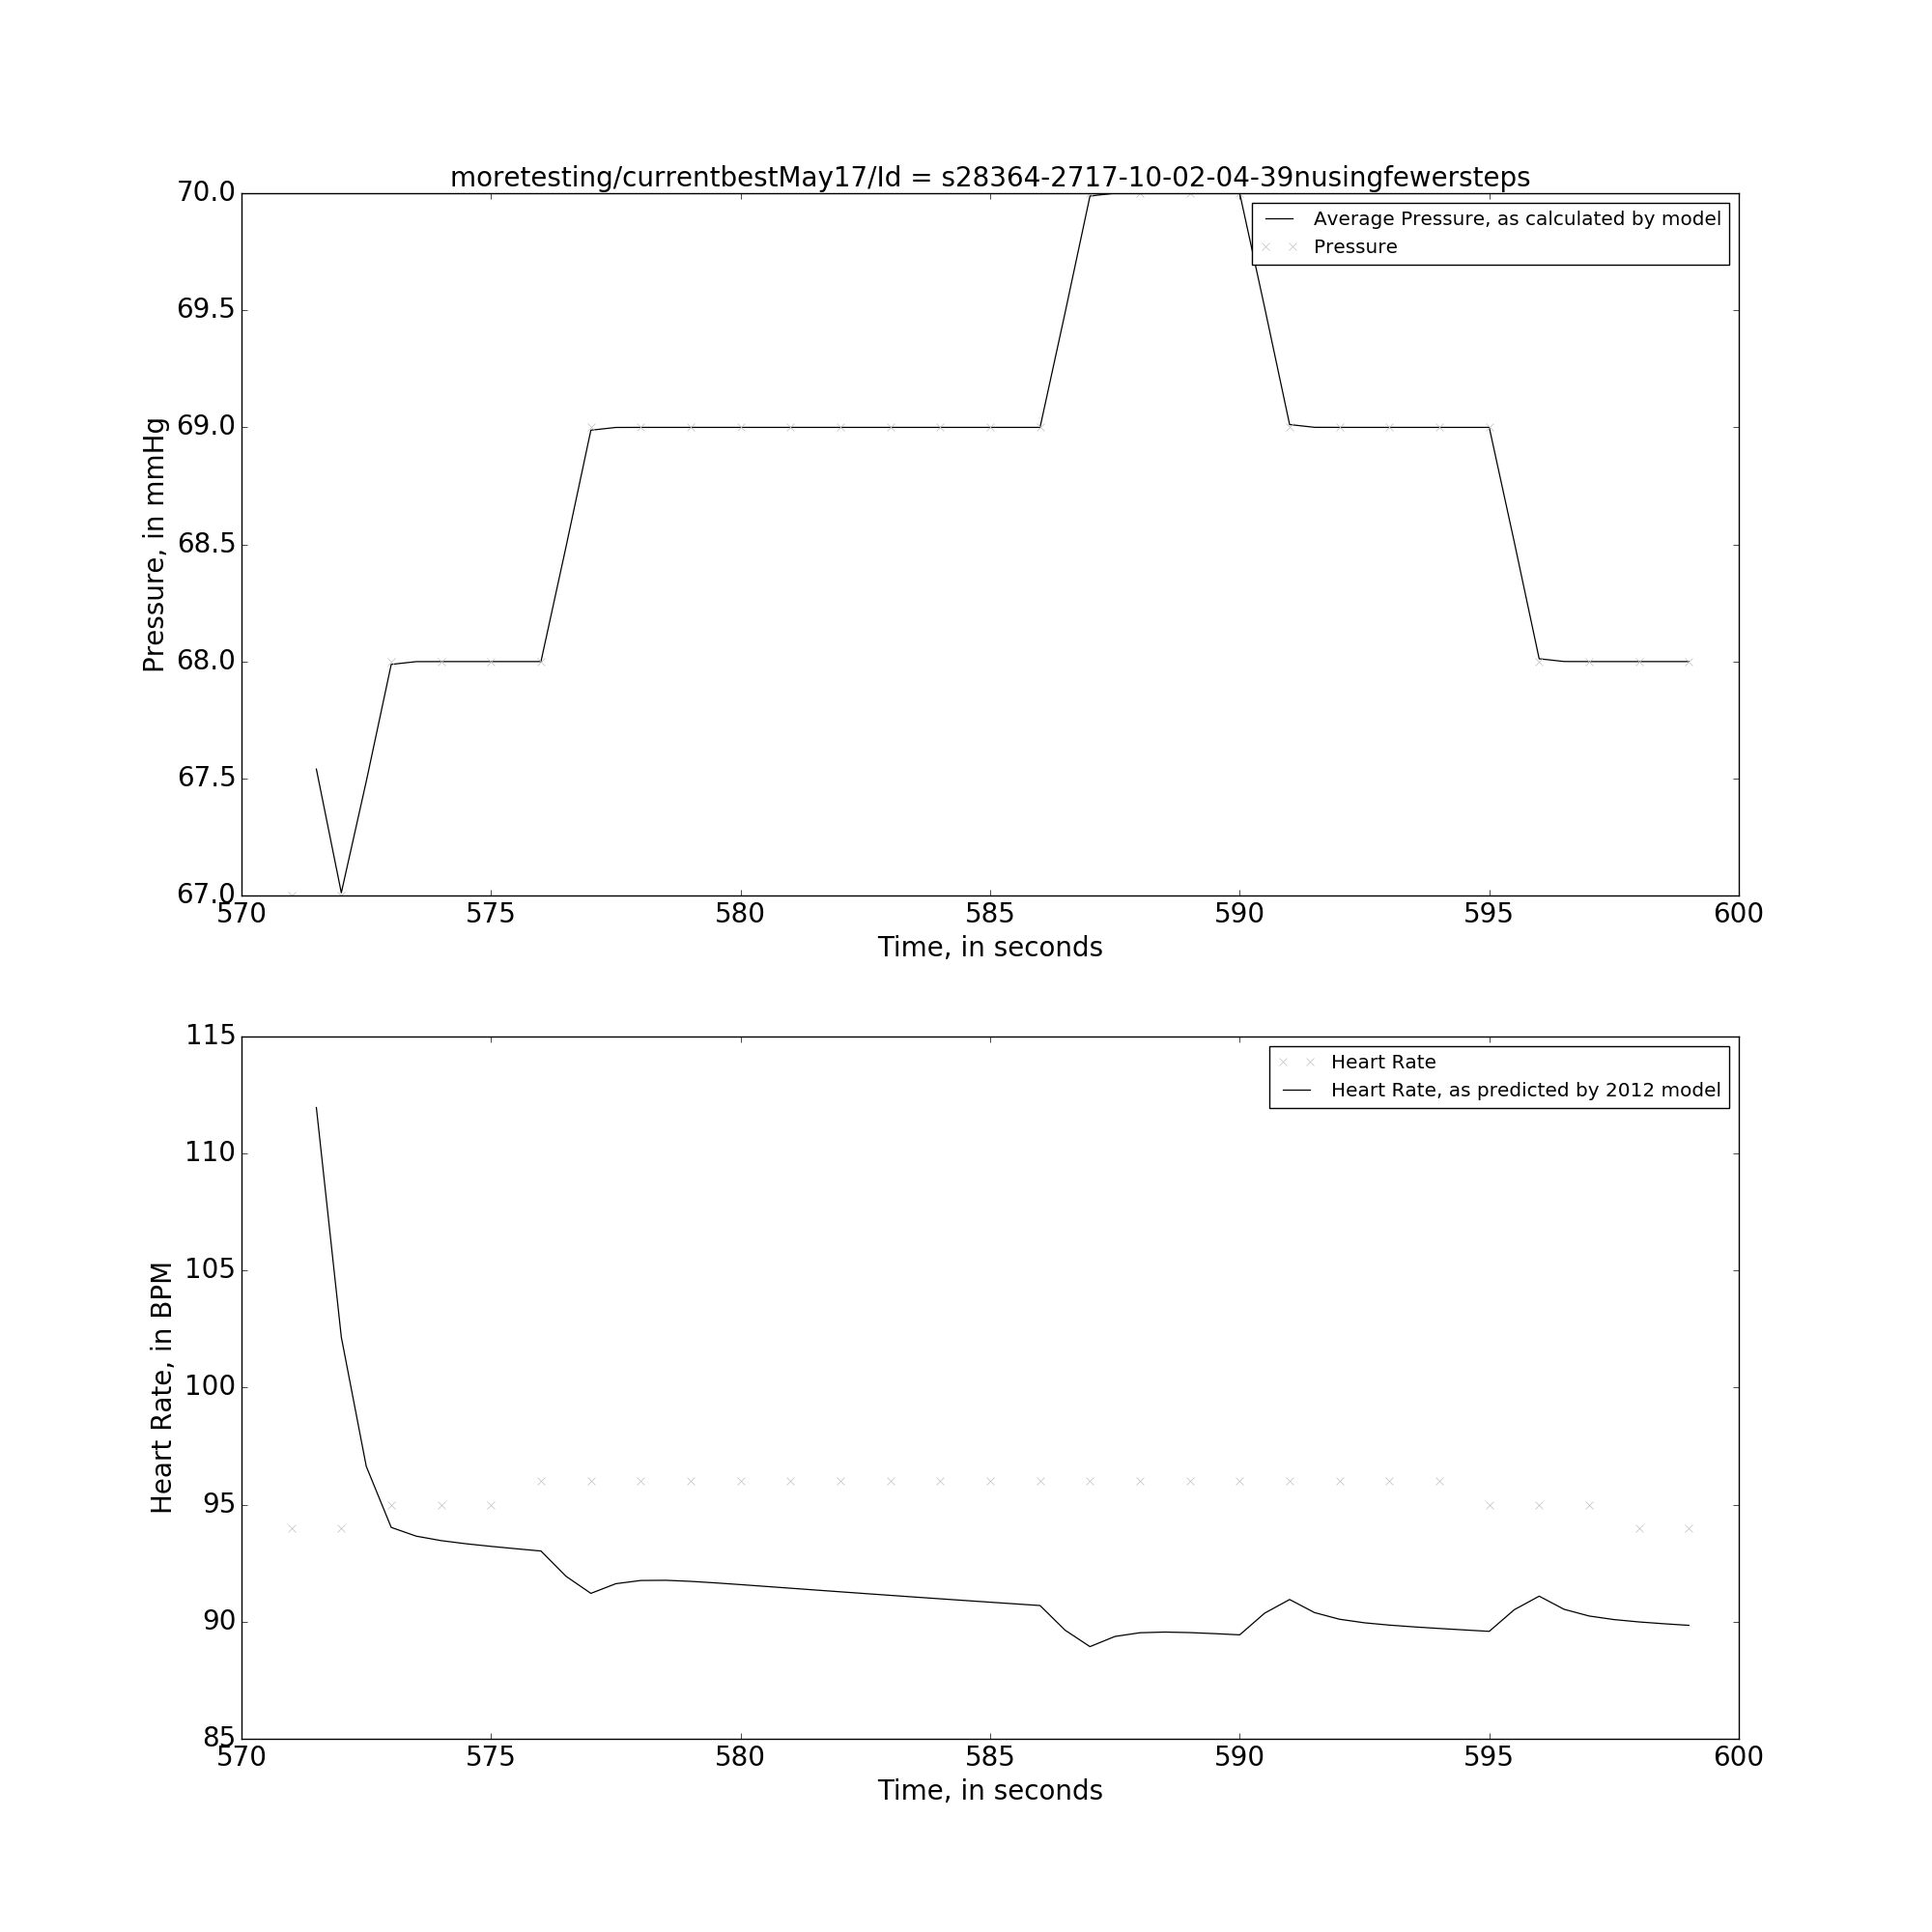 moretesting/currentbestMay17/Id = s28364-2717-10-02-04-39nusingfewersteps
70.0
69.5
69.0
68.5
68.0
67.5
67.0
Pressure, in mmHg
Average Pressure, as calculated by model
Pressure
570 575 580 585 590 595 600
Time, in seconds
115
110
105
100
95
90
85
Heart Rate, in BPM
Heart Rate
Heart Rate, as predicted by 2012 model
570 575 580 585 590 595 600
Time, in seconds